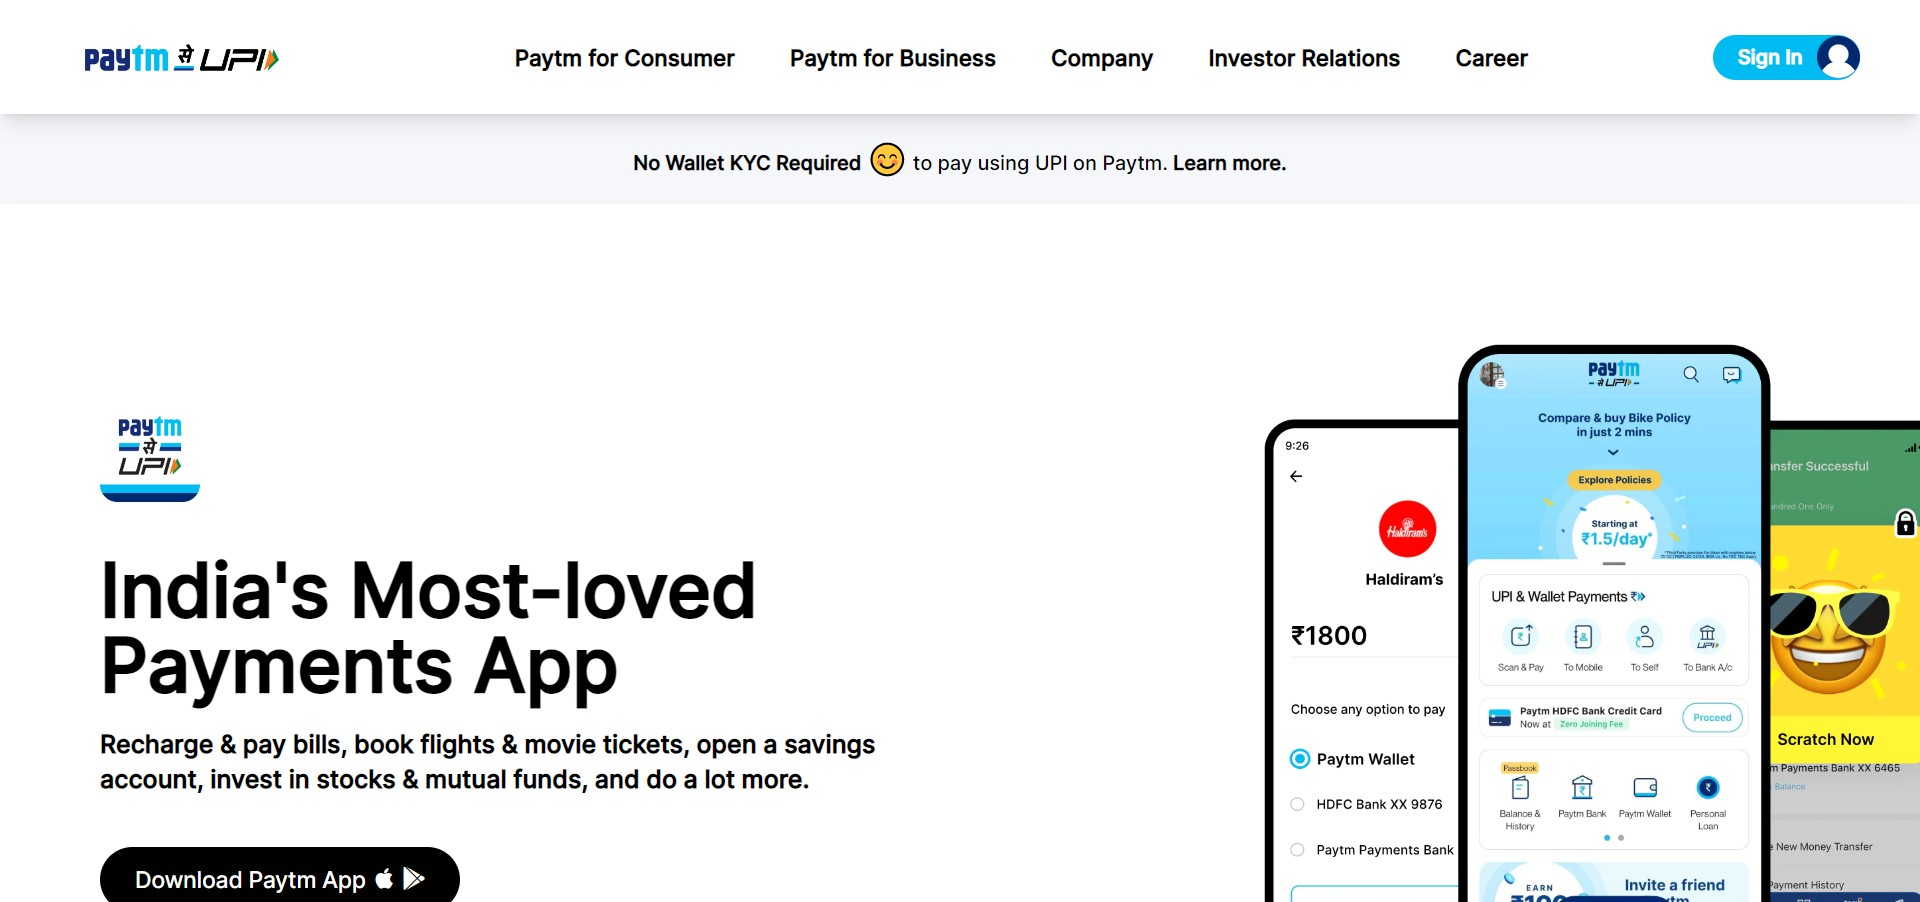 paytm से UPI
Paytm for Consumer
Paytm for Business
Company
Investor Relations
Career
Sign In
No Wallet KYC Required to pay using UPI on Paytm. Learn more.
paytm
से
UPI
India's Most-loved
Payments App
Recharge & pay bills, book flights & movie tickets, open a savings
account, invest in stocks & mutual funds, and do a lot more.
Download Paytm App
9:26
Haldiram's
Haldiram's
₹1800
Choose any option to pay
Paytm Wallet
HDFC Bank XX 9876
Paytm Payments Bank
paytm
से UPI
Compare & buy Bike Policy
in just 2 mins
Explore Policies
Starting at
₹1.5/day*
UPI & Wallet Payments
Scan & Pay
To Mobile
To Self
UPI
To Bank A/c
Paytm HDFC Bank Credit Card
Now at Zero Joining Fee
Proceed
Passbook
Balance &
History
Paytm Bank
Paytm Wallet
Personal
Loan
EARN
₹100
Invite a friend
nsfer Successful
undred One Only
Scratch Now
m Payments Bank XX 6465
Balance
New Money Transfer
Payment History